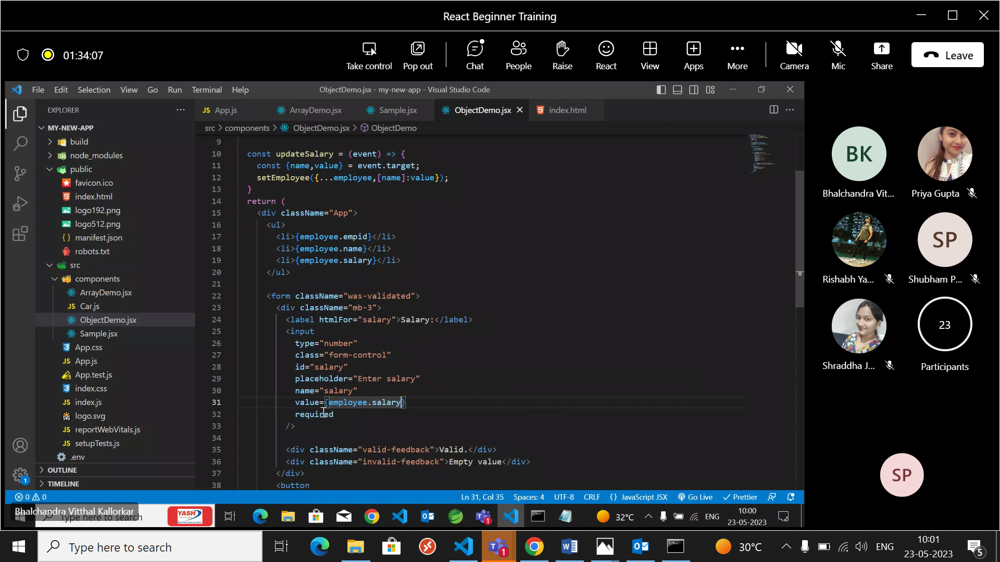 React Beginner Training
01:34:07
Take control
Pop out
Chat
People
Raise
React
View
Apps
More
Camera
Mic
Share
Leave
File Edit Selection View Go Run Terminal Help
ObjectDemo.jsx - my-new-app - Visual Studio Code
EXPLORER
JS App.js
ArrayDemo.jsx
Sample.jsx
ObjectDemo.jsx
index.html
src > components > ObjectDemo.jsx > ObjectDemo
MY-NEW-APP
build
node_modules
public
favicon.ico
index.html
logo192.png
logo512.png
{} manifest.json
robots.txt
src
components
ArrayDemo.jsx
JS Car.js
ObjectDemo.jsx
Sample.jsx
App.css
JS App.js
App.test.js
index.css
JS index.js
logo.svg
JS reportWebVitals.js
JS setupTests.js
.env
OUTLINE
TIMELINE
1
9
10 const updateSalary = (event) => {
11 const {name,value} = event.target;
12 setEmployee({...employee,[name]:value});
13 }
14 return (
15 <div className="App">
16 <ul>
17 <li>{employee.empid}</li>
18 <li>{employee.name}</li>
19 <li>{employee.salary}</li>
20 </ul>
21
22 <form className="was-validated">
23 <div className="mb-3">
24 <label htmlFor="salary">Salary:</label>
25 <input
26 type="number"
27 class="form-control"
28 id="salary"
29 placeholder="Enter salary"
30 name="salary"
31 value={employee.salary}
32 required
33 />
34
35 <div className="valid-feedback">Valid.</div>
36 <div className="invalid-feedback">Empty value</div>
37 </div>
38 <button
BK
Bhalchandra Vit...
Priya Gupta
Rishabh Ya...
SP
Shubham P...
Shraddha J...
23
Participants
SP
0 0
Ln 31, Col 35 Spaces: 4 UTF-8 CRLF {} JavaScript JSX Go Live Prettier
Bhalchandra Vitthal Kallorkar
Type here to search
YASH
1
32°C
ENG
10:00
23-05-2023
Type here to search
1
30°C
ENG
10:01
23-05-2023
5